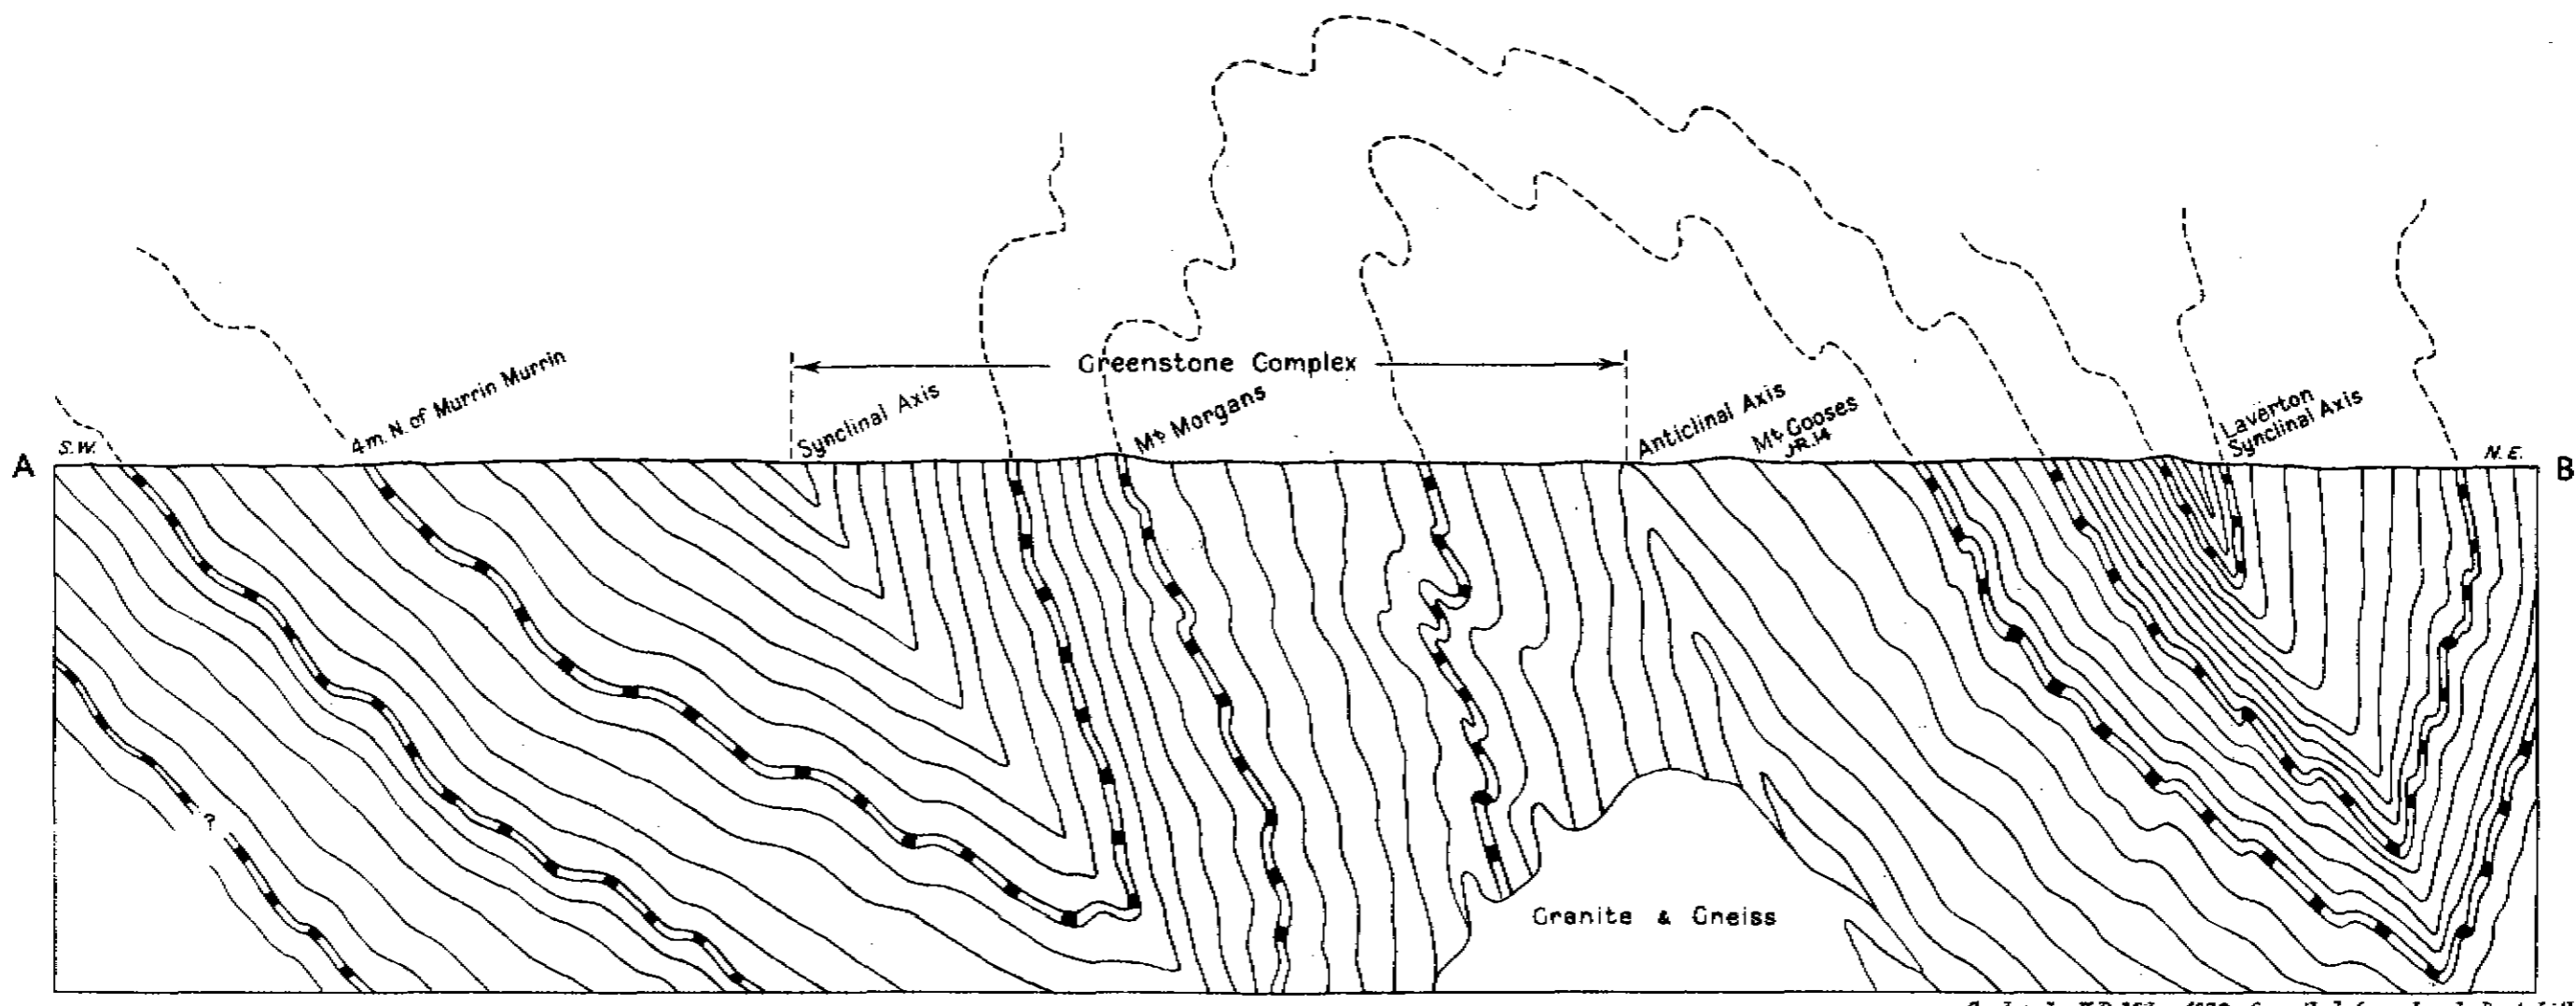 Greenstone Complex
4m. N. of Murrin Murrin
Synclinal Axis
Mt Morgans
Anticlinal Axis
Mt Gooses
J.R. 14
Laverton
Synclinal Axis
A
S.W.
N.E.
B
?
Granite & Gneiss